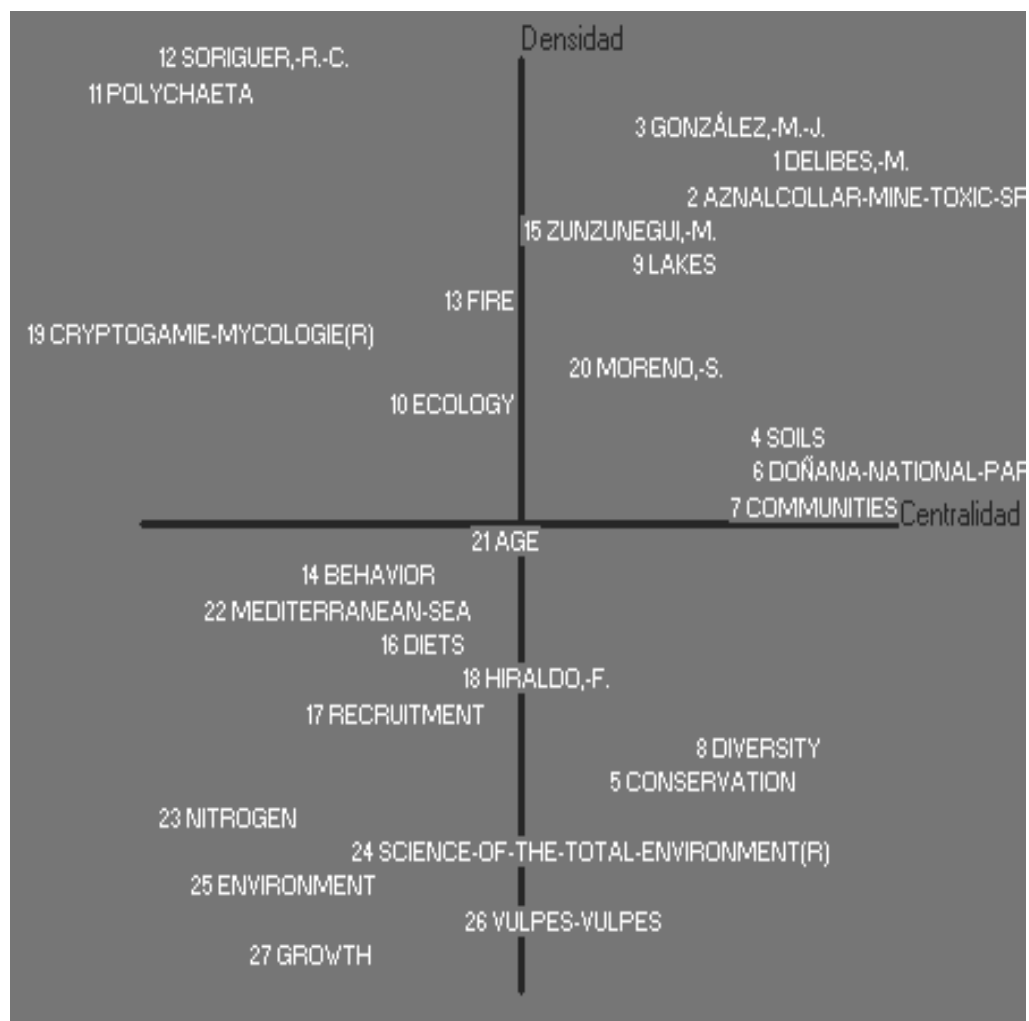 Densidad
12 SORIGUER,-R.-C.
11 POLYCHAETA
3 GONZÁLEZ,-M.-J.
1 DELIBES,-M.
2 AZNALCOLLAR-MINE-TOXIC-SP
15 ZUNZUNEGUI,-M.
9 LAKES
13 FIRE
19 CRYPTOGAMIE-MYCOLOGIE(R)
20 MORENO,-S.
10 ECOLOGY
4 SOILS
6 DOÑANA-NATIONAL-PAR
7 COMMUNITIES Centralidad
21 AGE
14 BEHAVIOR
22 MEDITERRANEAN-SEA
16 DIETS
18 HIRALDO,-F.
17 RECRUITMENT
8 DIVERSITY
5 CONSERVATION
23 NITROGEN
24 SCIENCE-OF-THE-TOTAL-ENVIRONMENT(R)
25 ENVIRONMENT
26 VULPES-VULPES
27 GROWTH